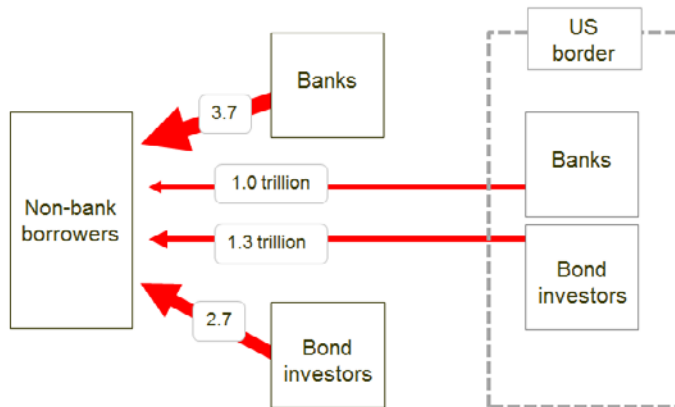 US
border
Banks
3.7
Banks
1.0 trillion
Non-bank
borrowers
1.3 trillion
Bond
investors
2.7
Bond
investors